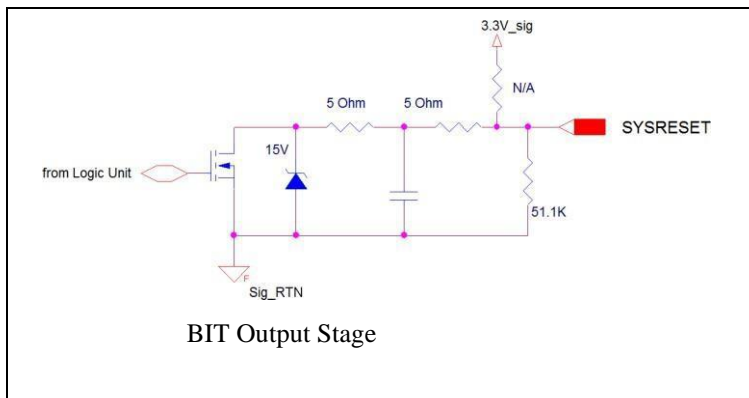 3.3V_sig
N/A
5 Ohm
5 Ohm
SYSRESET
15V
from Logic Unit
51.1K
F
Sig_RTN
BIT Output Stage